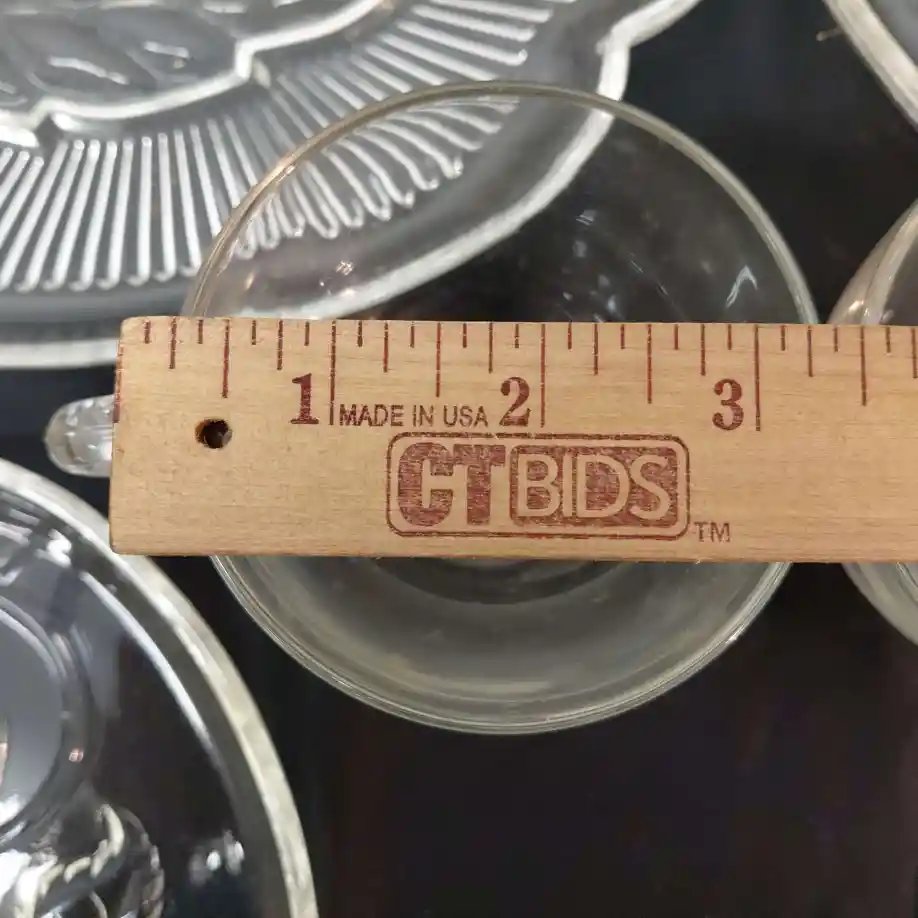 1 2 3
MADE IN USA
CTBIDS TM